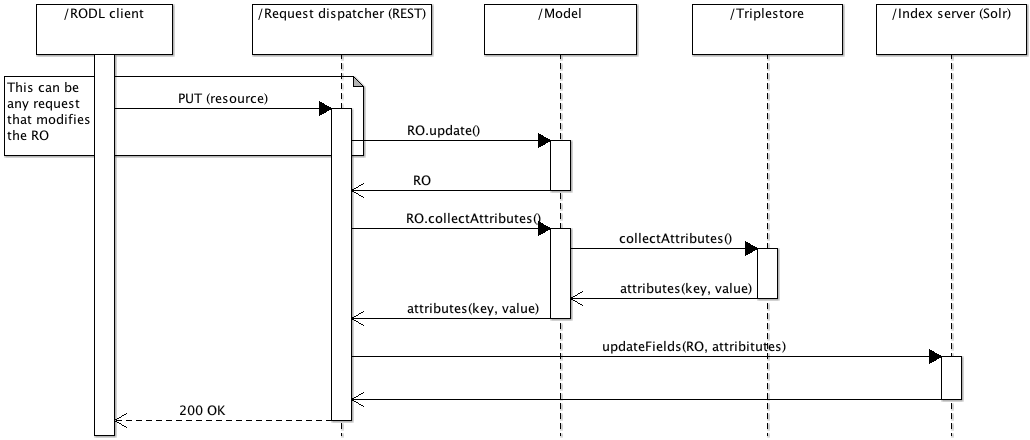 /RODL client
/Request dispatcher (REST)
/Model
/Triplestore
/Index server (Solr)
This can be
any request
that modifies
the RO
PUT (resource)
RO.update()
RO
RO.collectAttributes()
collectAttributes()
attributes(key, value)
attributes(key, value)
updateFields(RO, attribitutes)
200 OK